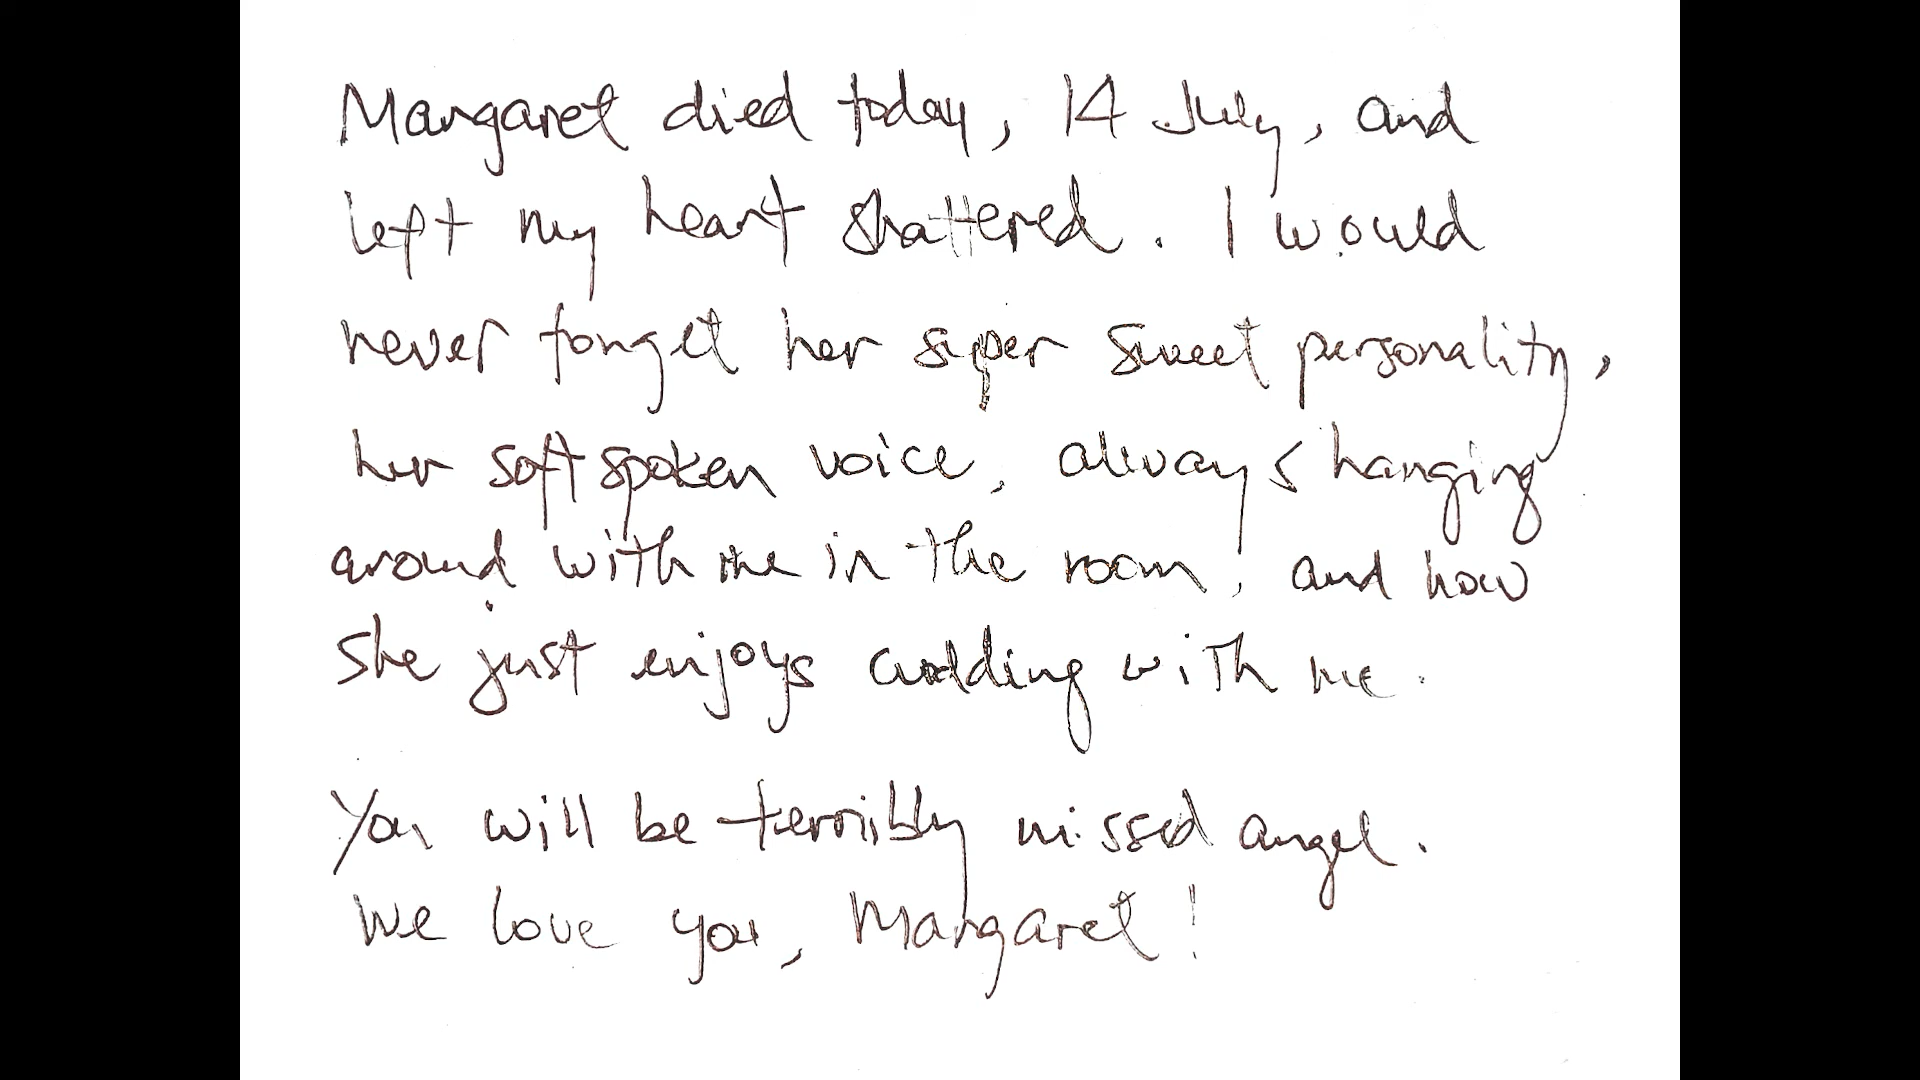 Margaret died today, 14 July, and
left my heart shattered. I would
never forget her super sweet personality,
her soft spoken voice, always hanging
around with me in the room, and how
she just enjoys cudding with me.
You will be terribly missed angel.
We love you, Margaret!